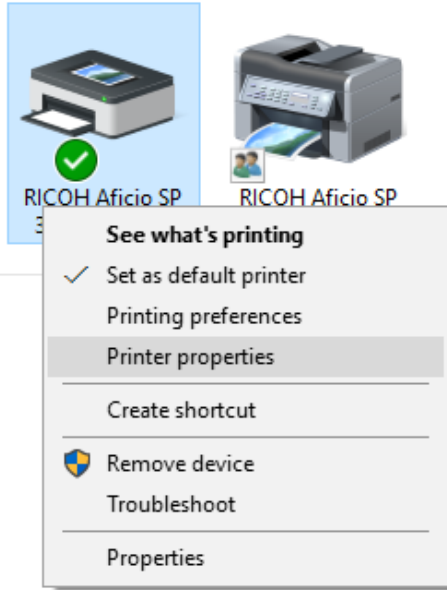 RICOH Aficio SP
RICOH Aficio SP
3
See what's printing
Set as default printer
Printing preferences
Printer properties
Create shortcut
Remove device
Troubleshoot
Properties